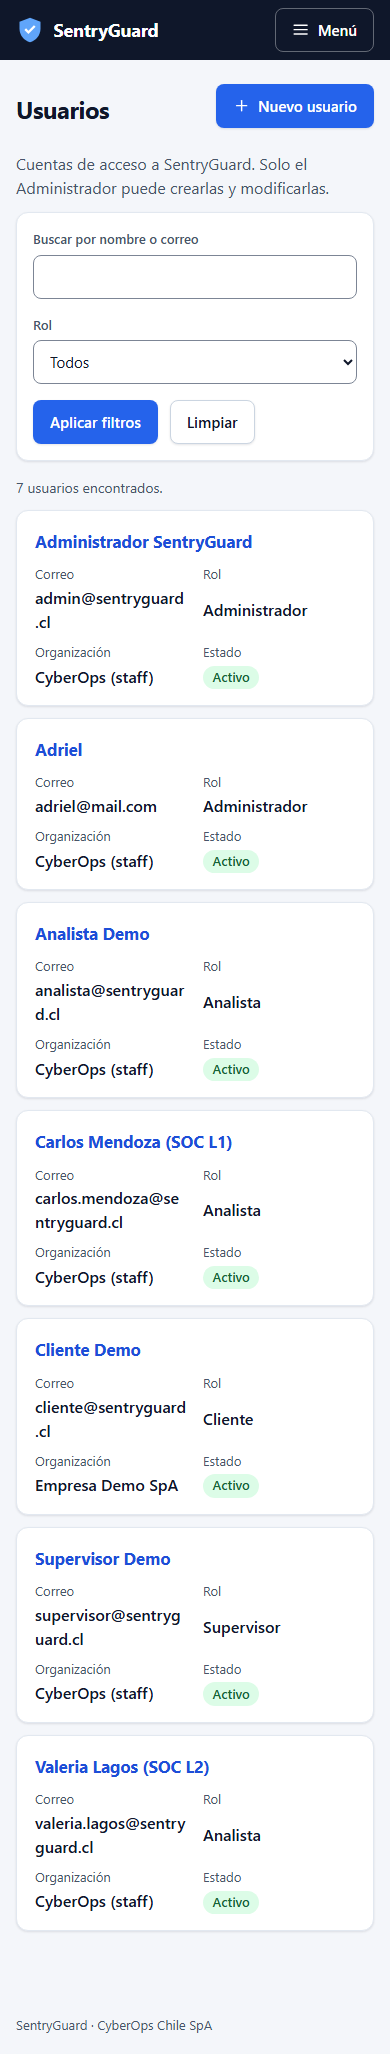 SentryGuard
Menú
Usuarios
Nuevo usuario
Cuentas de acceso a SentryGuard. Solo el
Administrador puede crearlas y modificarlas.
Buscar por nombre o correo
Rol
Todos
Aplicar filtros
Limpiar
7 usuarios encontrados.
Administrador SentryGuard
Correo
Rol
admin@sentryguard
.cl
Administrador
Organización
Estado
CyberOps (staff)
Activo
Adriel
Correo
Rol
adriel@mail.com
Administrador
Organización
Estado
CyberOps (staff)
Activo
Analista Demo
Correo
Rol
analista@sentryguar
d.cl
Analista
Organización
Estado
CyberOps (staff)
Activo
Carlos Mendoza (SOC L1)
Correo
Rol
carlos.mendoza@se
ntryguard.cl
Analista
Organización
Estado
CyberOps (staff)
Activo
Cliente Demo
Correo
Rol
cliente@sentryguard
.cl
Cliente
Organización
Estado
Empresa Demo SpA
Activo
Supervisor Demo
Correo
Rol
supervisor@sentryg
uard.cl
Supervisor
Organización
Estado
CyberOps (staff)
Activo
Valeria Lagos (SOC L2)
Correo
Rol
valeria.lagos@sentry
guard.cl
Analista
Organización
Estado
CyberOps (staff)
Activo
SentryGuard · CyberOps Chile SpA